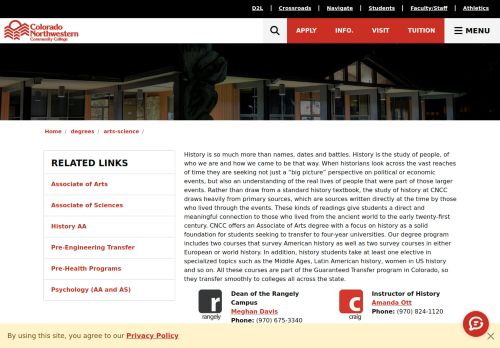 D2L | Crossroads | Navigate | Students | Faculty/Staff | Athletics
Colorado
Northwestern
Community College
APPLY INFO. VISIT TUITION MENU
Home / degrees / arts-science /
RELATED LINKS
Associate of Arts
Associate of Sciences
History AA
Pre-Engineering Transfer
Pre-Health Programs
Psychology (AA and AS)
History is so much more than names, dates and battles. History is the study of people, of
who we are and how we came to be that way. When historians look across the vast reaches
of time they are seeking not just a "big picture" perspective on political or economic
events, but also an understanding of the real lives of people that were part of those larger
events. Rather than draw from a standard history textbook, the study of history at CNCC
draws heavily from primary sources, which are sources written directly at the time by those
who lived through the events. These kinds of readings give students a direct and
meaningful connection to those who lived from the ancient world to the early twenty-first
century. CNCC offers an Associate of Arts degree with a focus on history as a solid
foundation for students seeking to transfer to four-year universities. Our degree program
includes two courses that survey American history as well as two survey courses in either
European or world history. In addition, history students take at least one elective in
specialized topics such as the Middle Ages, Latin American history, women in US history
and so on. All these courses are part of the Guaranteed Transfer program in Colorado, so
they transfer smoothly to colleges all across the state.
r
rangely
Dean of the Rangely
Campus
Meghan Davis
Phone: (970) 675-3340
c
craig
Instructor of History
Amanda Ott
Phone: (970) 824-1120
By using this site, you agree to our Privacy Policy
x